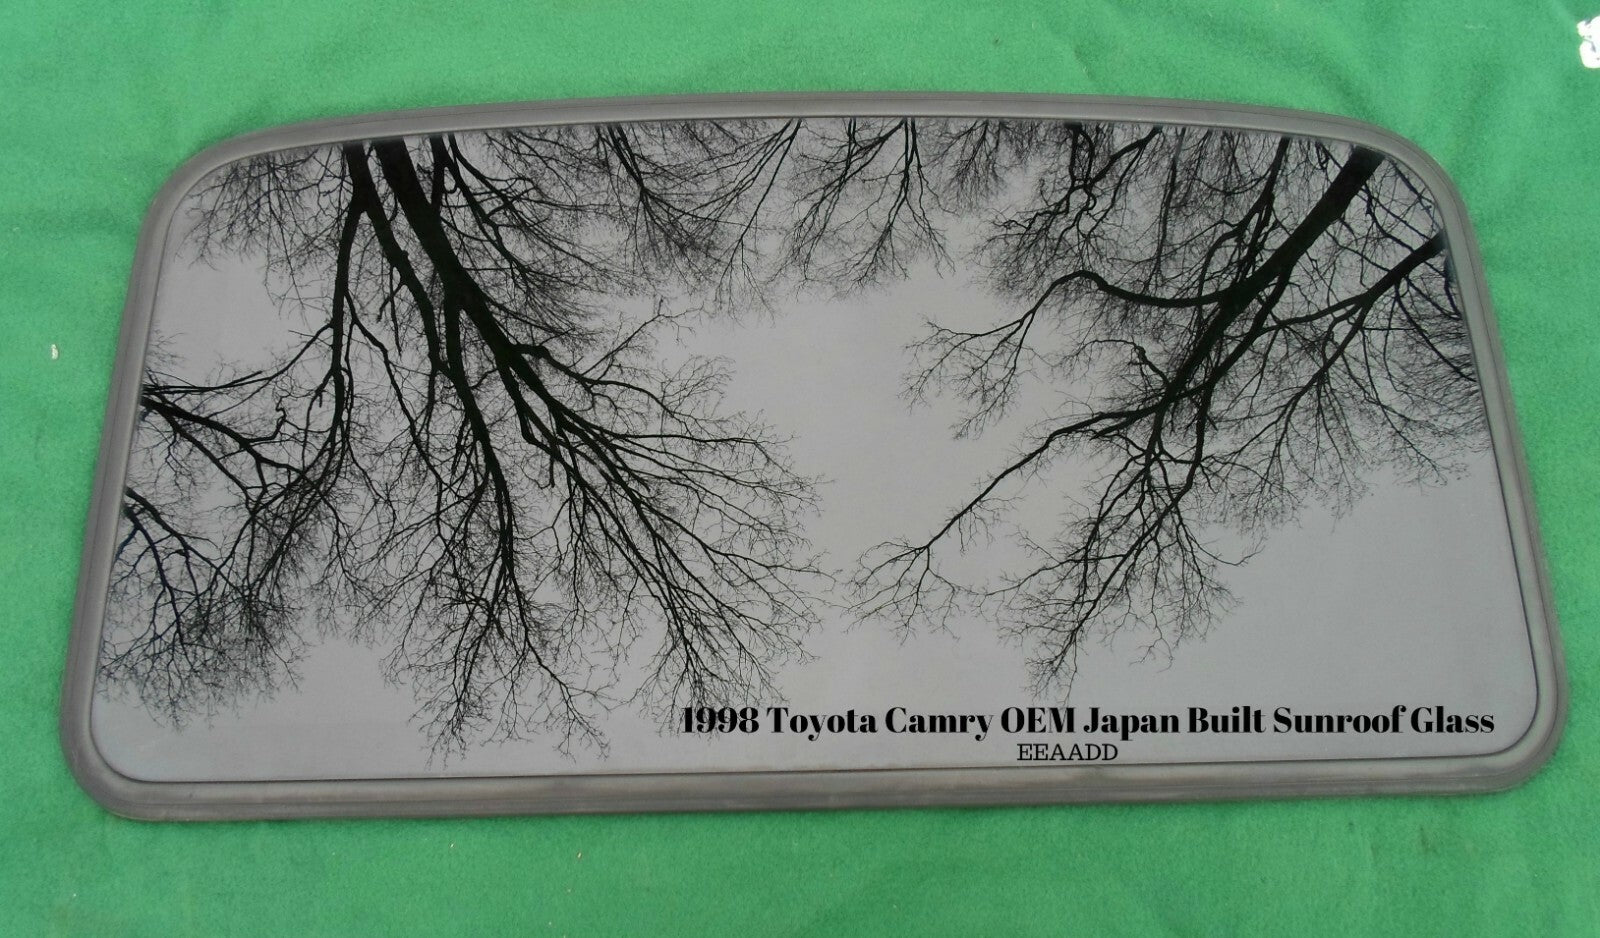 1998 Toyota Camry OEM Japan Built Sunroof Glass
EEAADD